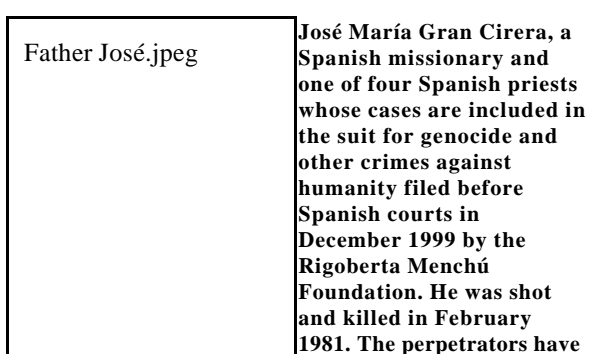 Father José.jpeg
José María Gran Cirera, a
Spanish missionary and
one of four Spanish priests
whose cases are included in
the suit for genocide and
other crimes against
humanity filed before
Spanish courts in
December 1999 by the
Rigoberta Menchú
Foundation. He was shot
and killed in February
1981. The perpetrators have